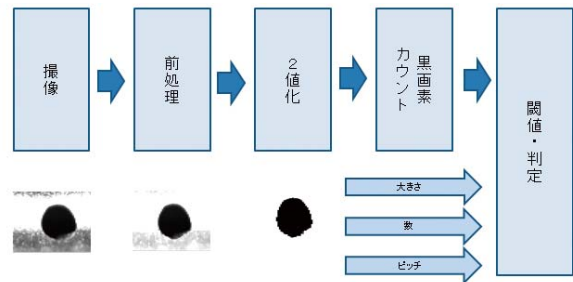 撮像
前処理
２値化
黒画素
カウント
閾値・判定
大きさ
数
ピッチ